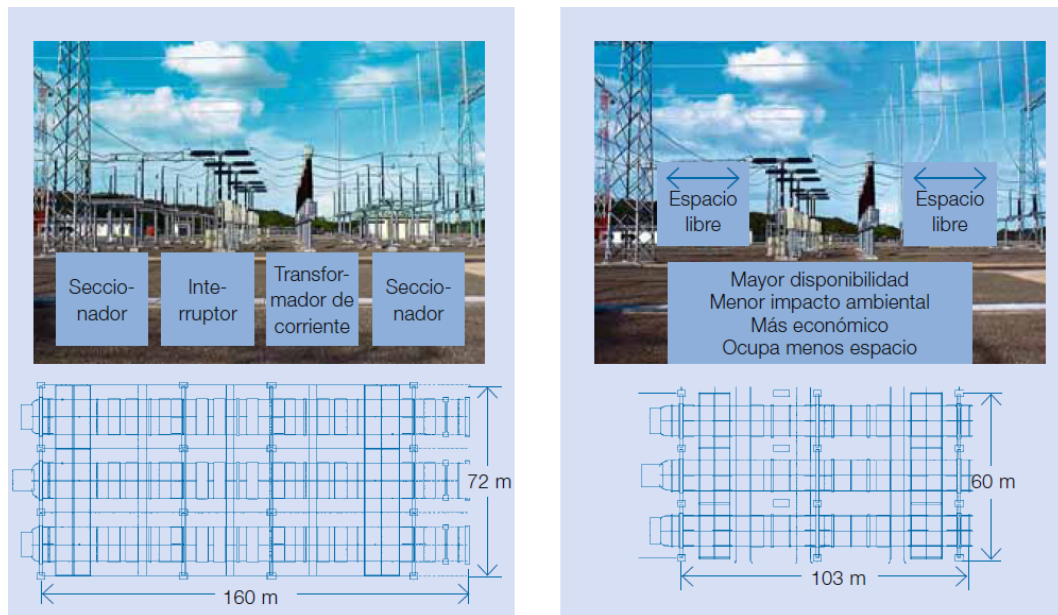 Seccio-
nador
Inte-
rruptor
Transfor-
mador de
corriente
Seccio-
nador
72 m
160 m
Espacio
libre
Espacio
libre
Mayor disponibilidad
Menor impacto ambiental
Más económico
Ocupa menos espacio
60 m
103 m